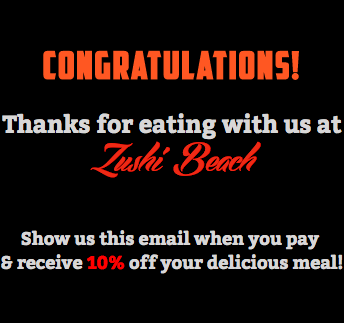 CONGRATULATIONS!
Thanks for eating with us at
Zushi Beach
Show us this email when you pay
& receive 10% off your delicious meal!